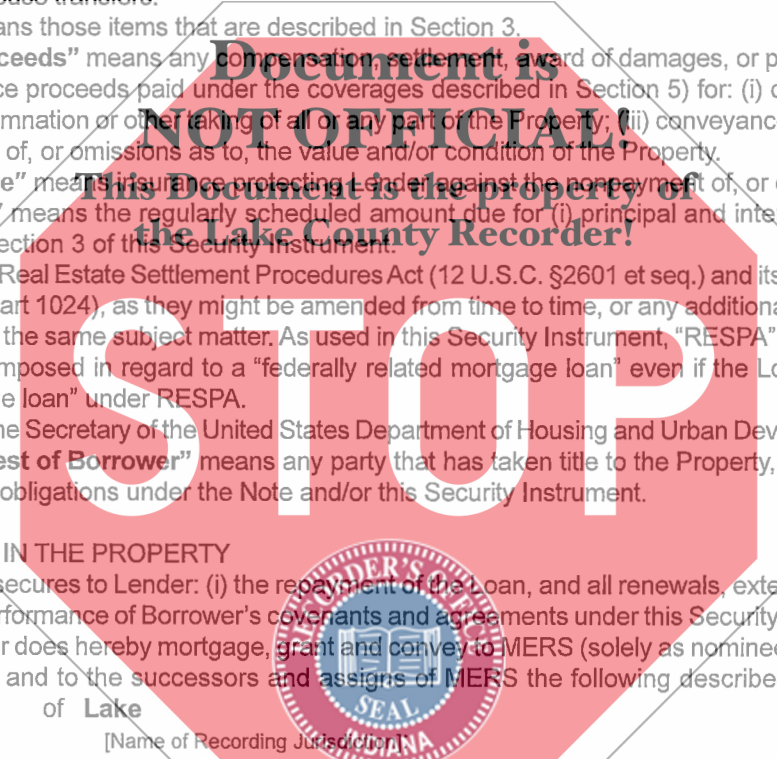 ans those items that are described in Section 3.
ceeds” means any compensation, settlement, award of damages, or p
ce proceeds paid under the coverages described in Section 5) for: (i) d
mnation or other taking of all or any part of the Property; (ii) conveyanc
of, or omissions as to, the value and/or condition of the Property.
e” means insurance protecting Lender against the nonpayment of, or
” means the regularly scheduled amount due for (i) principal and inte
ection 3 of this Security Instrument.
Real Estate Settlement Procedures Act (12 U.S.C. §2601 et seq.) and its
art 1024), as they might be amended from time to time, or any additiona
the same subject matter. As used in this Security Instrument, “RESPA”
mposed in regard to a “federally related mortgage loan” even if the Lo
e loan” under RESPA.
he Secretary of the United States Department of Housing and Urban Dev
est of Borrower” means any party that has taken title to the Property,
obligations under the Note and/or this Security Instrument.
IN THE PROPERTY
secures to Lender: (i) the repayment of the Loan, and all renewals, exte
rformance of Borrower’s covenants and agreements under this Security
r does hereby mortgage, grant and convey to MERS (solely as nominee
and to the successors and assigns of MERS the following describe
of Lake
[Name of Recording Jurisdiction]:
Document is
NOT OFFICIAL!
This Document is the property of
the Lake County Recorder!
STOP
RECORDER'S OFFICE
SEAL
INDIANA